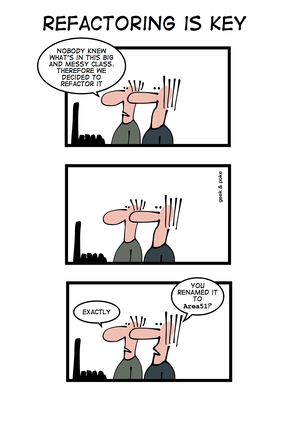 REFACTORING IS KEY
NOBODY KNEW
WHAT'S IN THIS BIG
AND MESSY CLASS.
THEREFORE WE
DECIDED TO
REFACTOR IT
geek & poke
YOU
RENAMED IT
TO
Area51?
EXACTLY